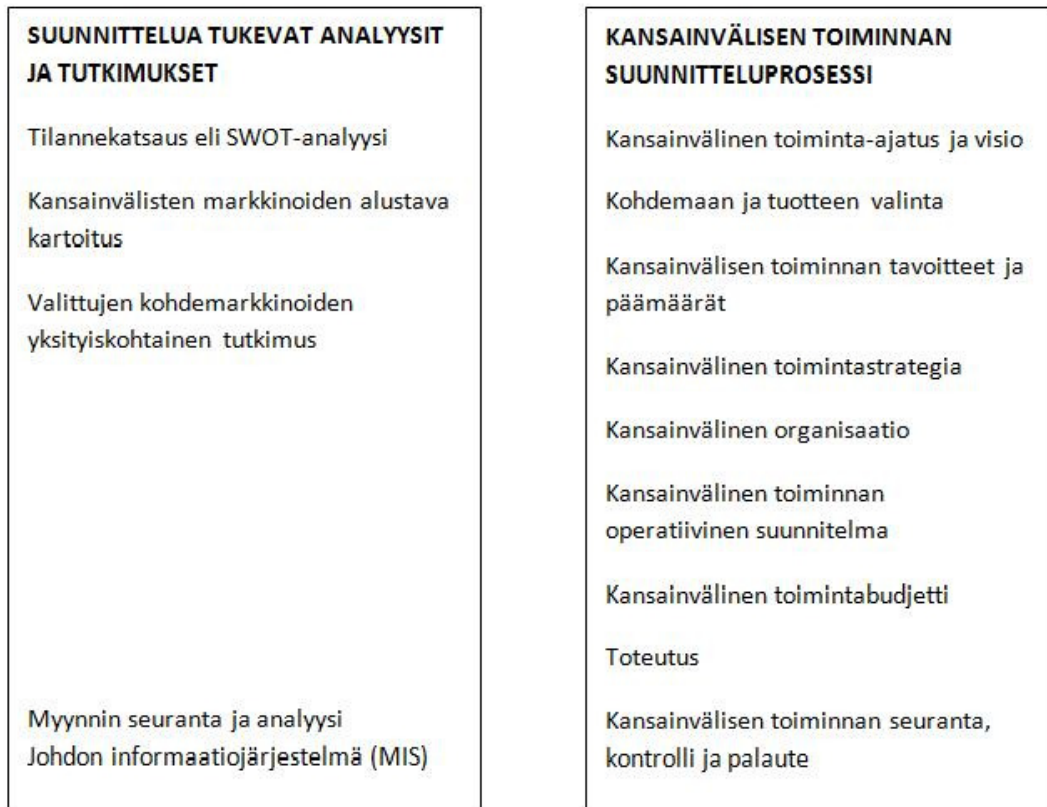 SUUNNITTELUA TUKEVAT ANALYYSIT
JA TUTKIMUKSET
Tilannekatsaus eli SWOT-analyysi
Kansainvälisten markkinoiden alustava
kartoitus
Valittujen kohdemarkkinoiden
yksityiskohtainen tutkimus
Myynnin seuranta ja analyysi
Johdon informaatiojärjestelmä (MIS)
KANSAINVÄLISEN TOIMINNAN
SUUNNITTELUPROSESSI
Kansainvälinen toiminta-ajatus ja visio
Kohdemaan ja tuotteen valinta
Kansainvälisen toiminnan tavoitteet ja
päämäärät
Kansainvälinen toimintastrategia
Kansainvälinen organisaatio
Kansainvälinen toiminnan
operatiivinen suunnitelma
Kansainvälinen toimintabudjetti
Toteutus
Kansainvälisen toiminnan seuranta,
kontrolli ja palaute